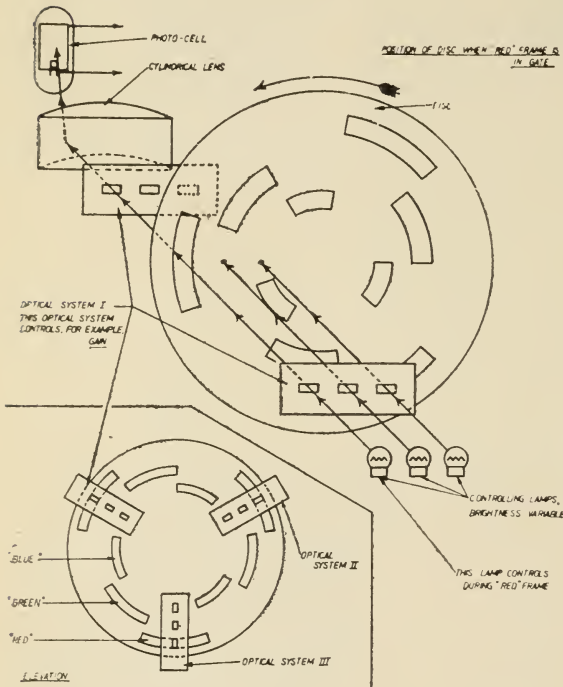 PHOTO-CELL
CYLINDRICAL LENS
POSITION OF DISC WHEN "RED" FRAME IS
IN GATE
DISC
OPTICAL SYSTEM I
THIS OPTICAL SYSTEM
CONTROLS, FOR EXAMPLE,
GAIN
CONTROLLING LAMPS,
BRIGHTNESS VARIABLE
THIS LAMP CONTROLS
DURING "RED" FRAME
"BLUE"
"GREEN"
"RED"
OPTICAL
SYSTEM II
OPTICAL SYSTEM III
ELEVATION